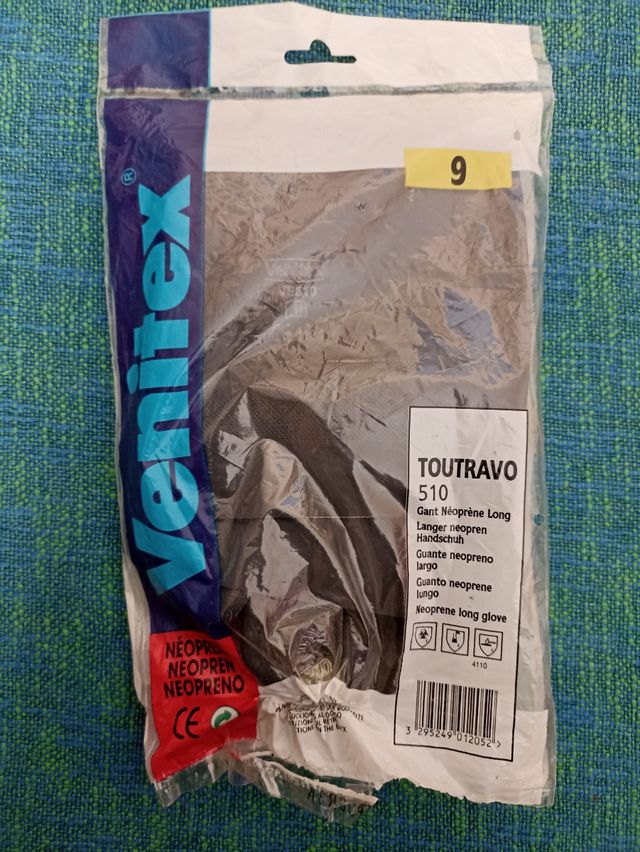 Venitex®
9
TOUTRAVO
510
Gant Néoprène Long
Langer neopren
Handschuh
Guante neopreno
largo
Guanto neoprene
lungo
Neoprene long glove
4110
3 295249 012052 >
NÉOPRÈ
NEOPREN
NEOPRENO
CE